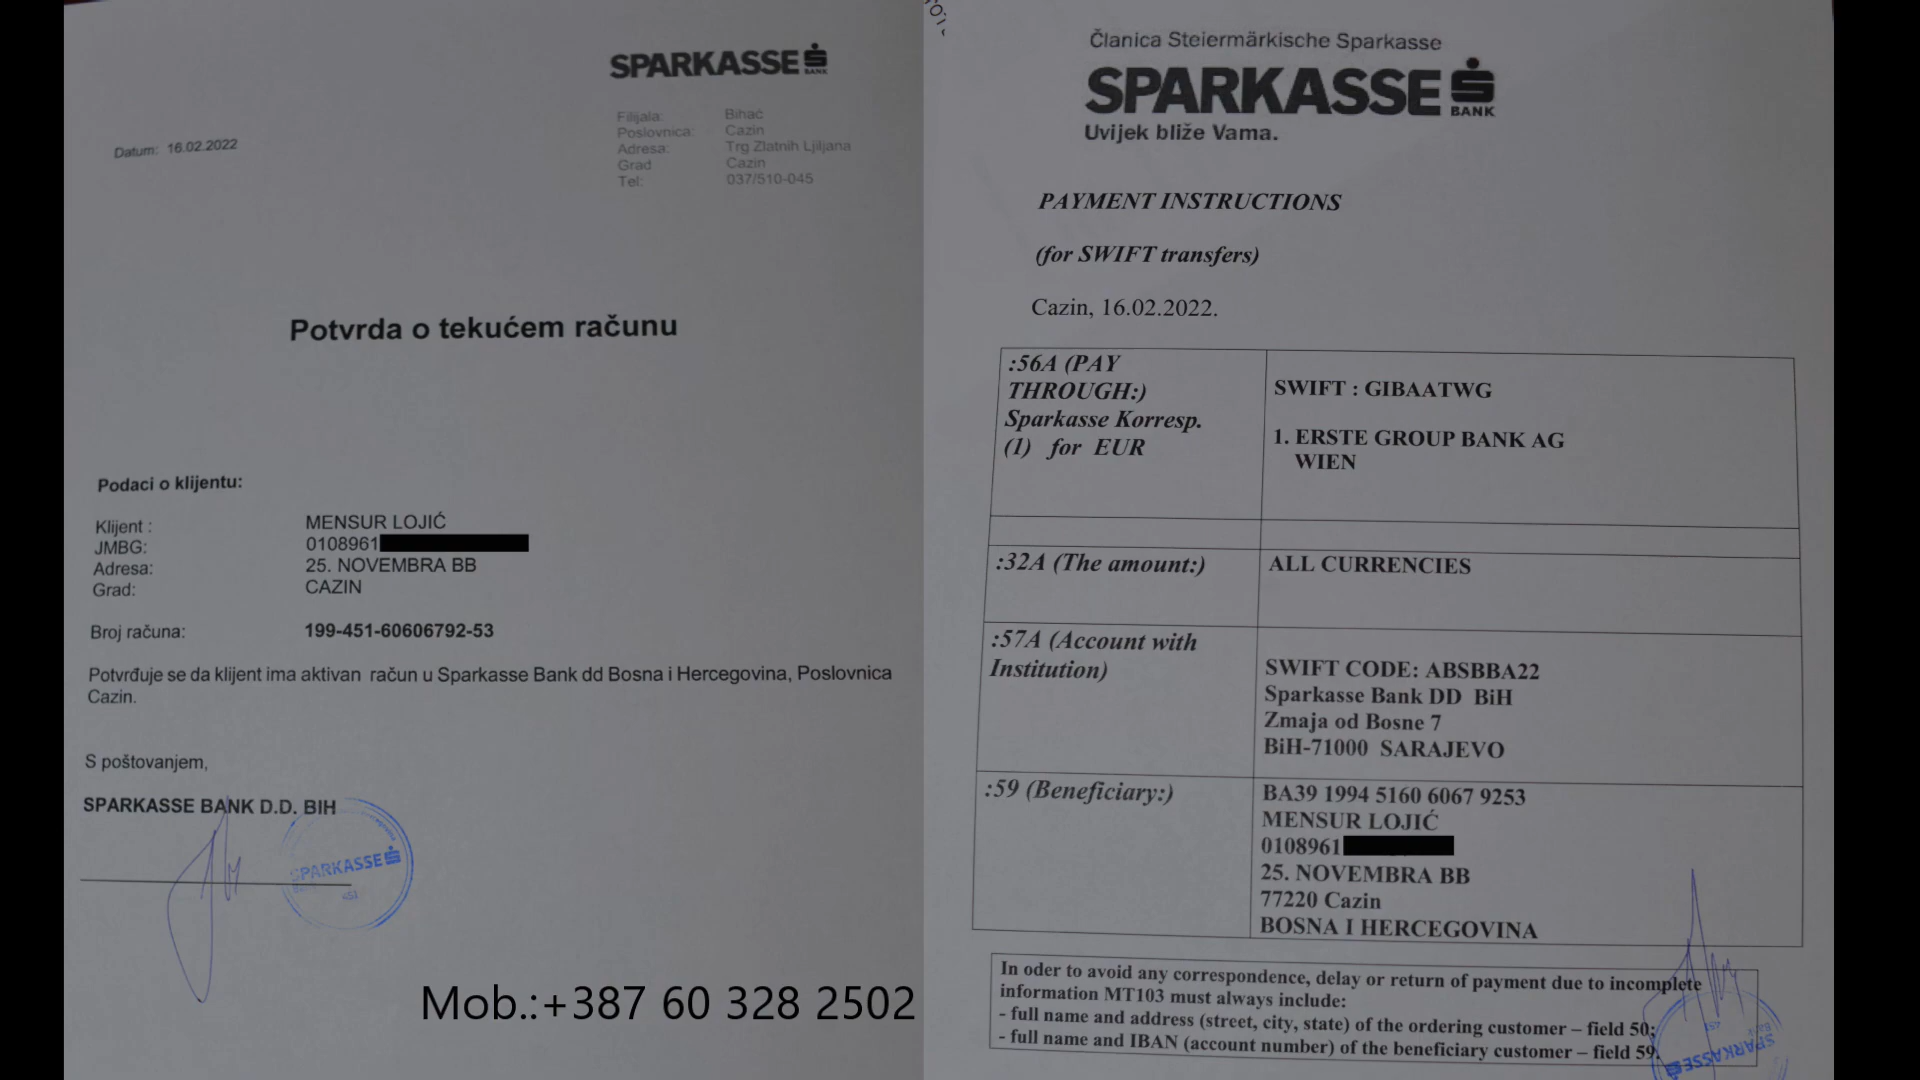 SPARKASSE
BANK
Filijala: Bihać
Poslovnica: Cazin
Adresa: Trg Zlatnih Ljiljana
Grad Cazin
Tel: 037/510-045
Datum: 16.02.2022
Potvrda o tekućem računu
Podaci o klijentu:
Klijent : MENSUR LOJIĆ
JMBG: 0108961
Adresa: 25. NOVEMBRA BB
Grad: CAZIN
Broj računa: 199-451-60606792-53
Potvrđuje se da klijent ima aktivan račun u Sparkasse Bank dd Bosna i Hercegovina, Poslovnica
Cazin.
S poštovanjem,
SPARKASSE BANK D.D. BIH
SPARKASSE
Mob.:+387 60 328 2502
Članica Steiermärkische Sparkasse
SPARKASSE
BANK
Uvijek bliže Vama.
PAYMENT INSTRUCTIONS
(for SWIFT transfers)
Cazin, 16.02.2022.
:56A (PAY
THROUGH:)
Sparkasse Korresp.
(1) for EUR
SWIFT : GIBAATWG
1. ERSTE GROUP BANK AG
WIEN
:32A (The amount:)
ALL CURRENCIES
:57A (Account with
Institution)
SWIFT CODE: ABSBBA22
Sparkasse Bank DD BiH
Zmaja od Bosne 7
BiH-71000 SARAJEVO
:59 (Beneficiary:)
BA39 1994 5160 6067 9253
MENSUR LOJIĆ
0108961
25. NOVEMBRA BB
77220 Cazin
BOSNA I HERCEGOVINA
In oder to avoid any correspondence, delay or return of payment due to incomplete
information MT103 must always include:
- full name and address (street, city, state) of the ordering customer – field 50;
- full name and IBAN (account number) of the beneficiary customer – field 59.
SPARKASSE